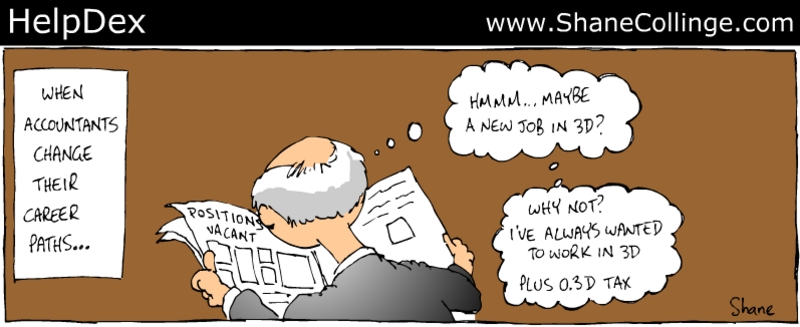 HelpDex
www.ShaneCollinge.com
WHEN
ACCOUNTANTS
CHANGE
THEIR
CAREER
PATHS...
HMMM... MAYBE
A NEW JOB IN 3D?
POSITIONS
VACANT
WHY NOT?
I'VE ALWAYS WANTED
TO WORK IN 3D
PLUS 0.3D TAX
Shane